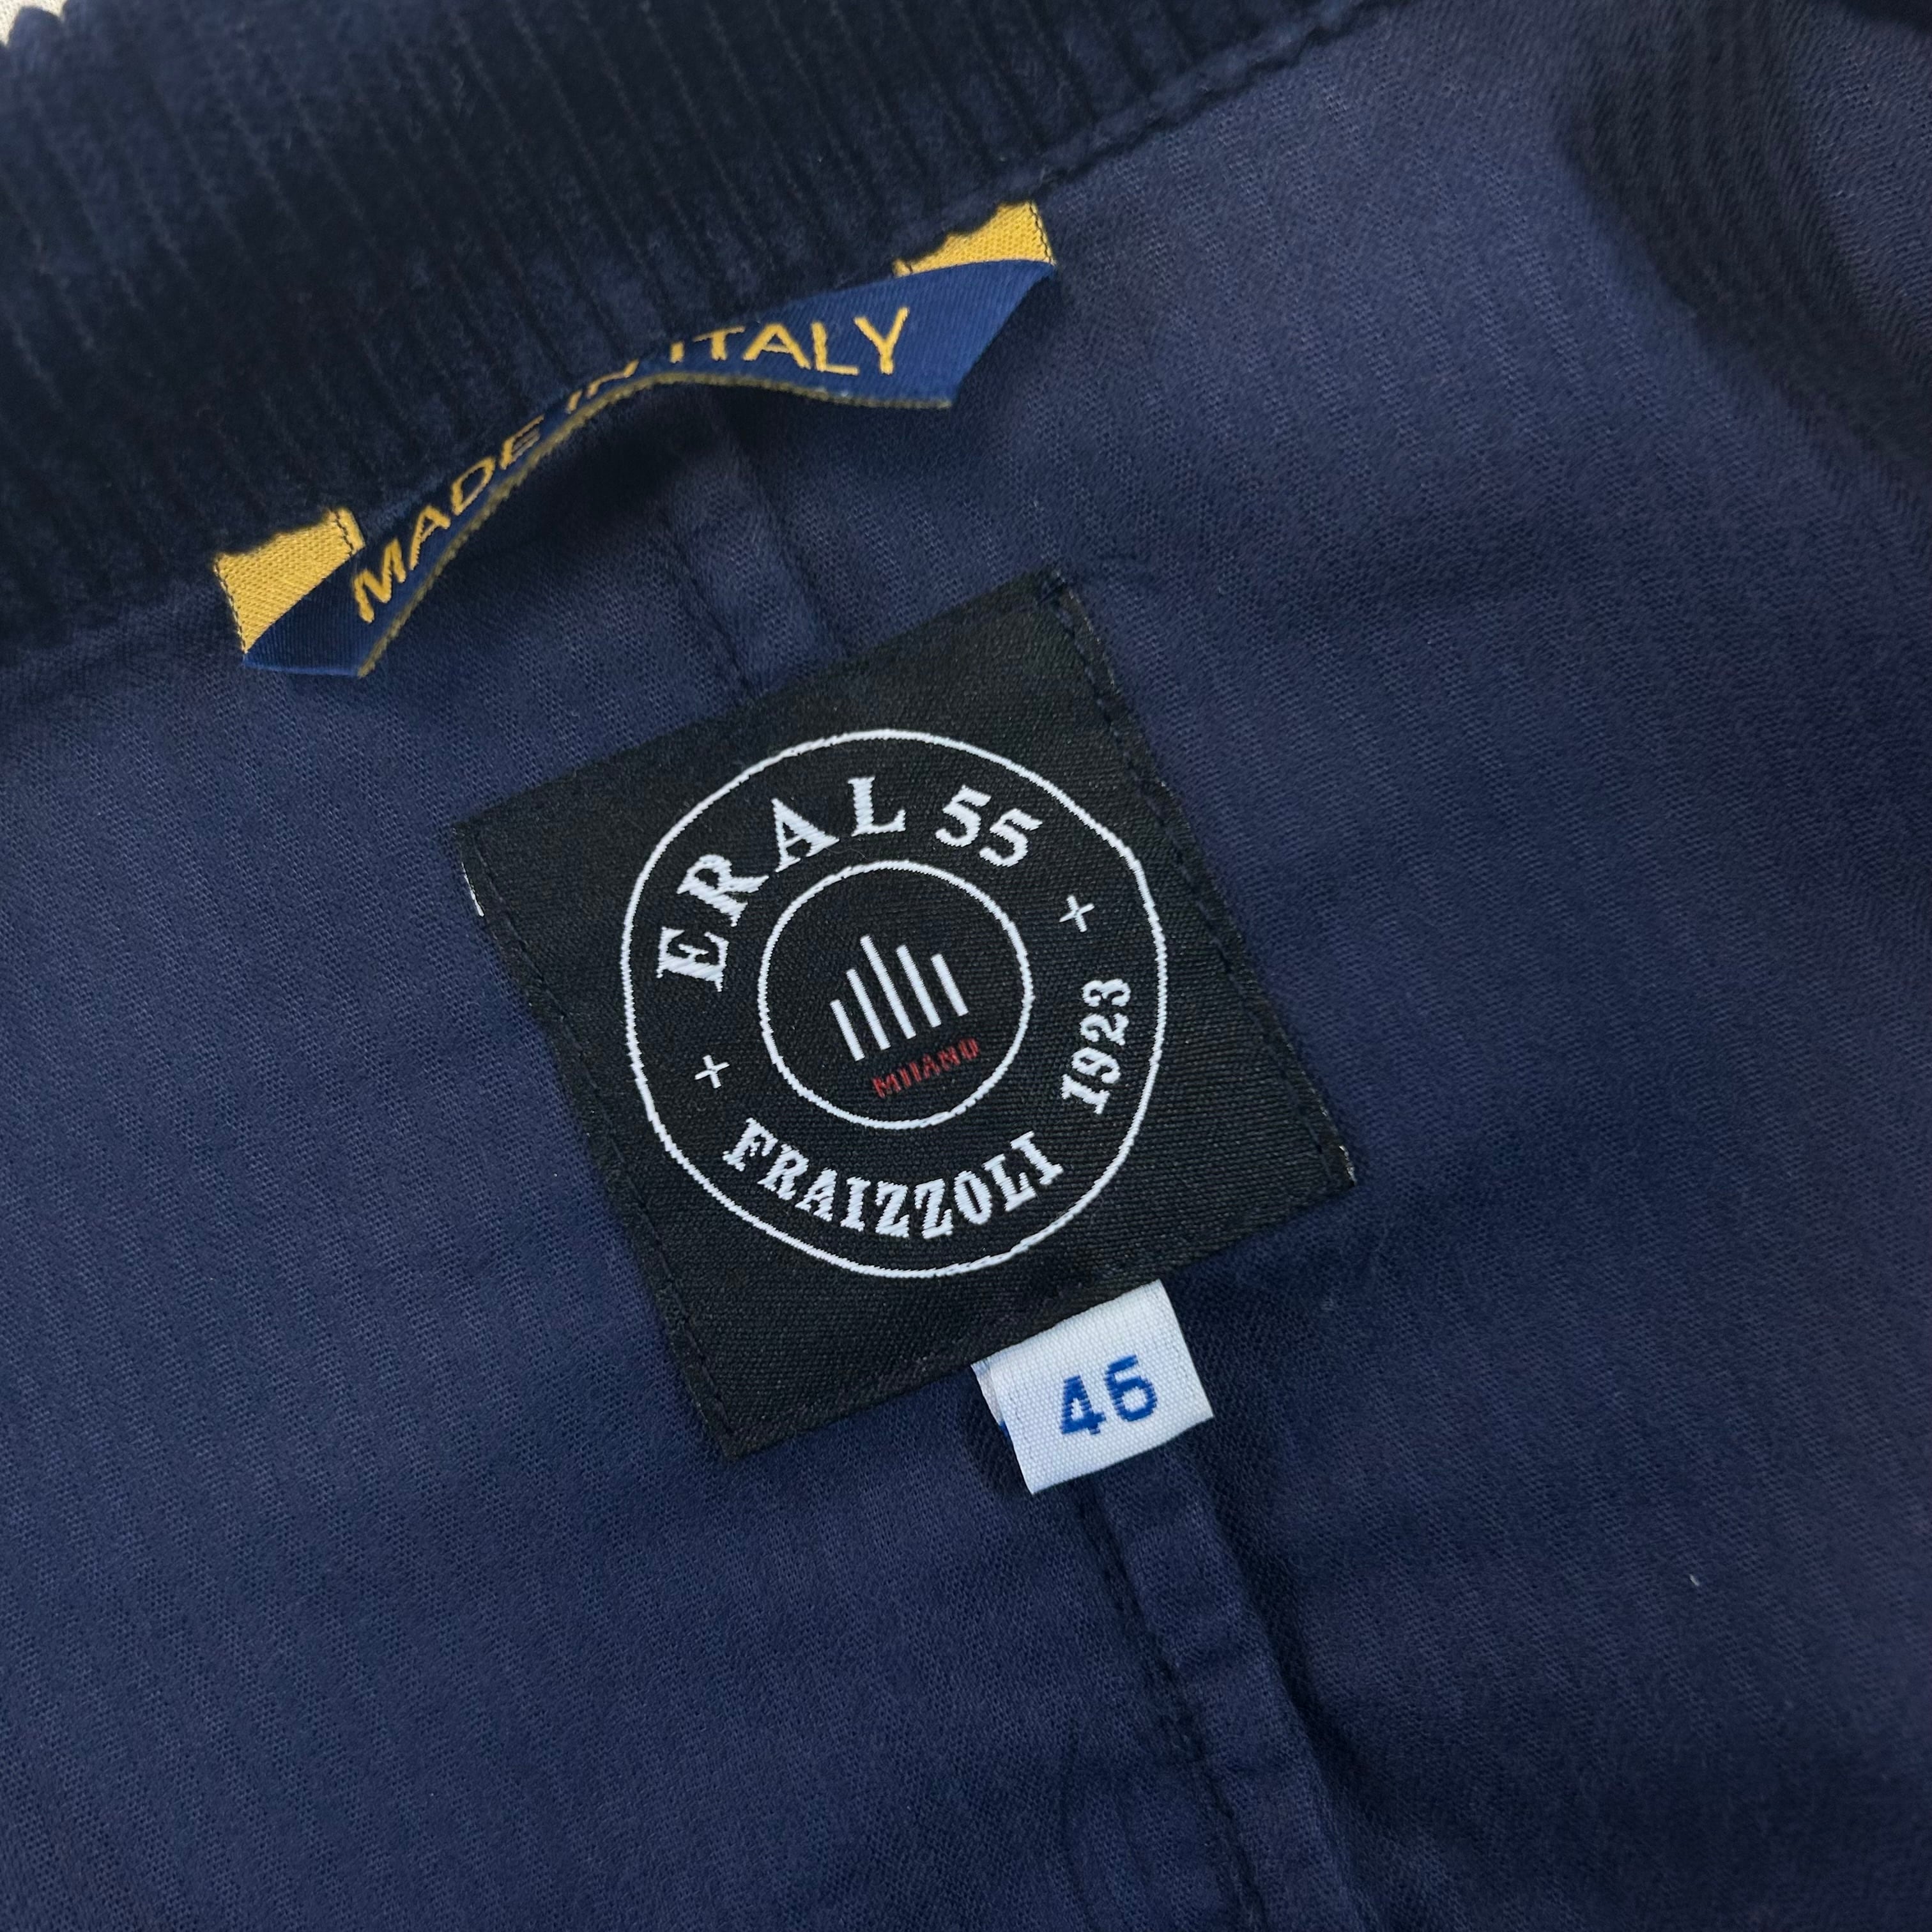 MADE IN ITALY
ERAL 55
MILANO
FRAIZZOLI 1923
46